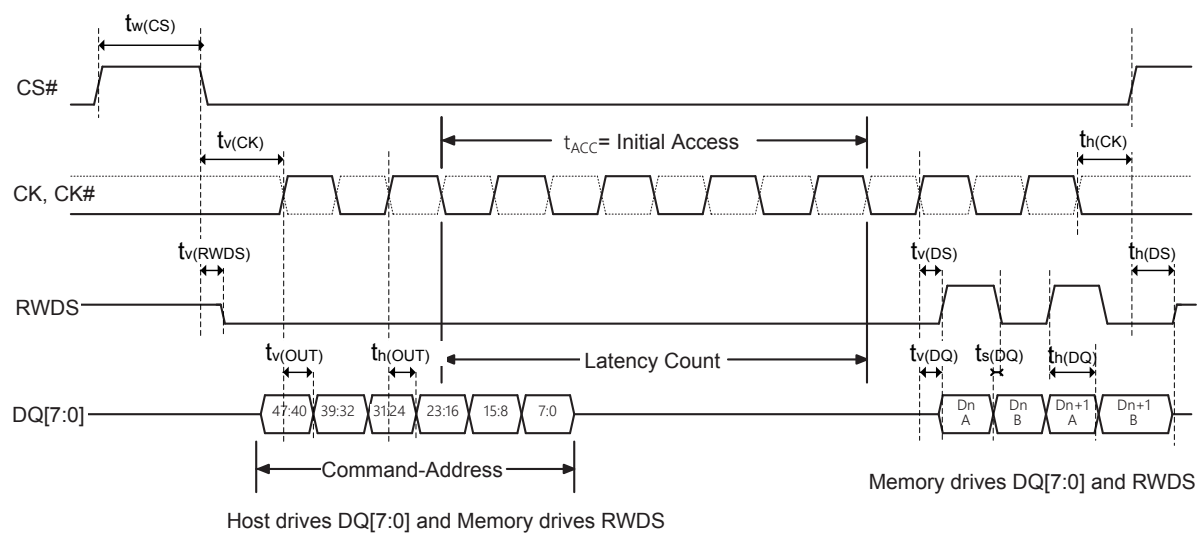 tw(CS)
CS#
tv(CK)
tACC= Initial Access
th(CK)
CK, CK#
tv(RWDS)
tv(DS)
th(DS)
RWDS
tv(OUT)
th(OUT)
Latency Count
tv(DQ)
ts(DQ)
th(DQ)
DQ[7:0]
47:40
39:32
31:24
23:16
15:8
7:0
Dn
A
Dn
B
Dn+1
A
Dn+1
B
Command-Address
Memory drives DQ[7:0] and RWDS
Host drives DQ[7:0] and Memory drives RWDS